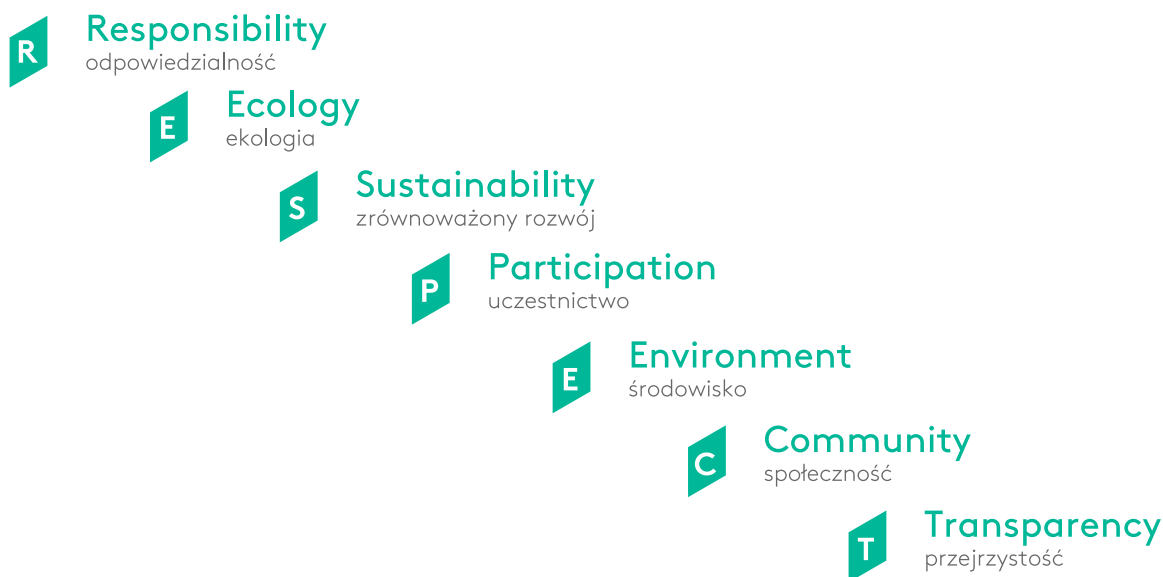 R
Responsibility
odpowiedzialność
E
Ecology
ekologia
S
Sustainability
zrównoważony rozwój
P
Participation
uczestnictwo
E
Environment
środowisko
C
Community
społeczność
T
Transparency
przejrzystość